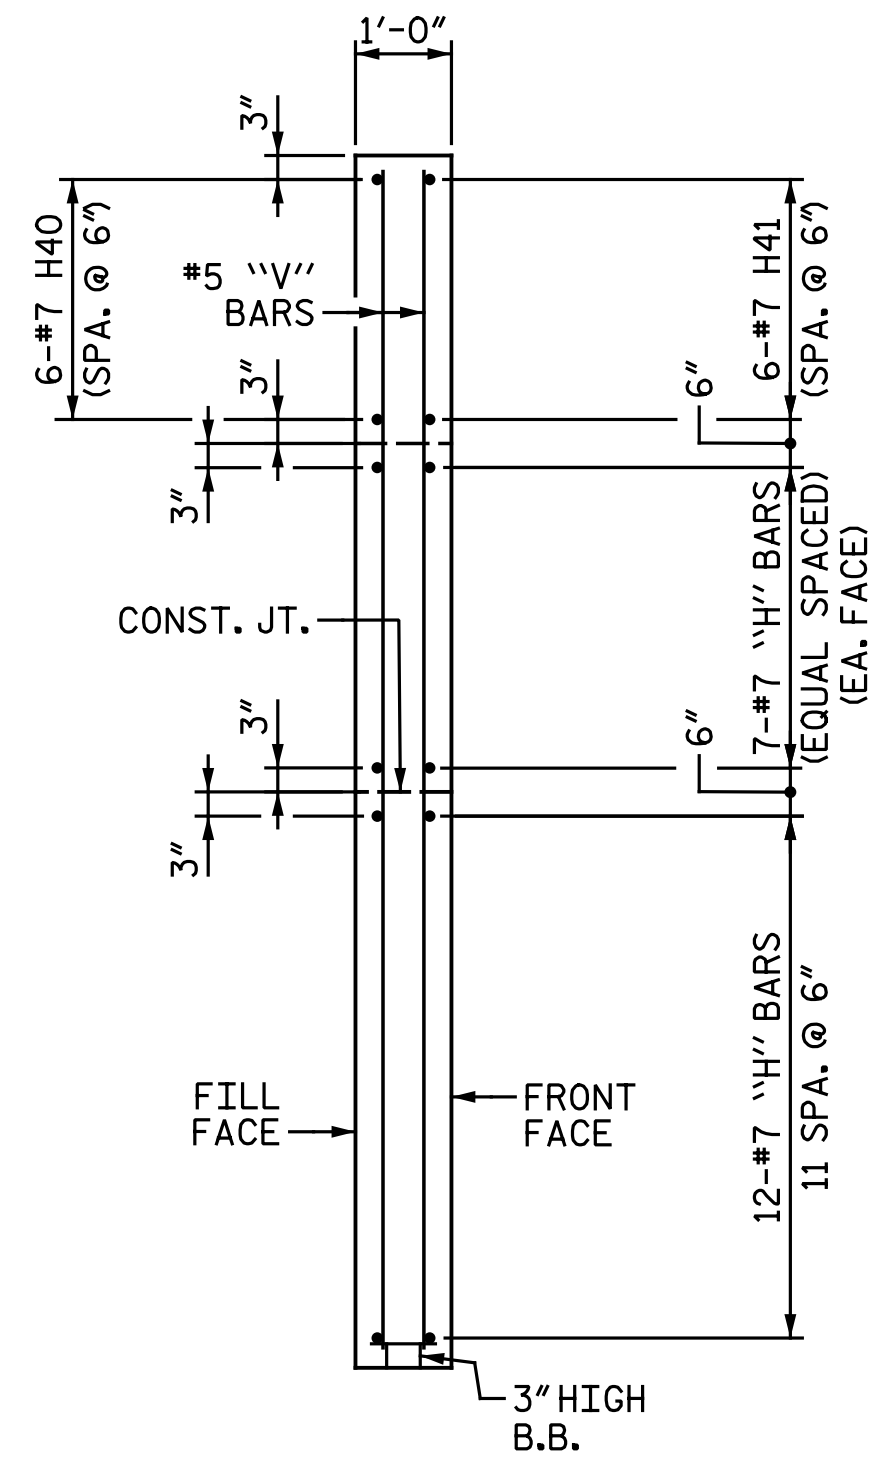 1'-0"
3"
6-#7 H40
(SPA. @ 6")
#5 "V"
BARS
6-#7 H41
(SPA. @ 6")
3"
6"
3"
7-#7 "H" BARS
(EQUAL SPACED)
(EA. FACE)
CONST. JT.
3"
6"
3"
12-#7 "H" BARS
11 SPA. @ 6"
FILL
FACE
FRONT
FACE
3" HIGH
B.B.